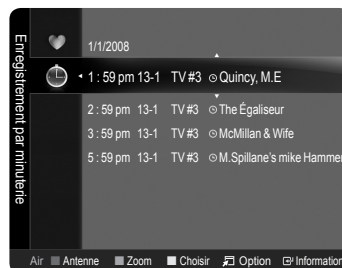 Enregistrement par minuterie
1/1/2008
1 : 59 pm 13-1 TV #3 Quincy, M.E
2 : 59 pm 13-1 TV #3 The Égaliseur
3 : 59 pm 13-1 TV #3 McMillan & Wife
5 : 59 pm 13-1 TV #3 M.Spillane's mike Hammer
Air Antenne Zoom Choisir Option Information